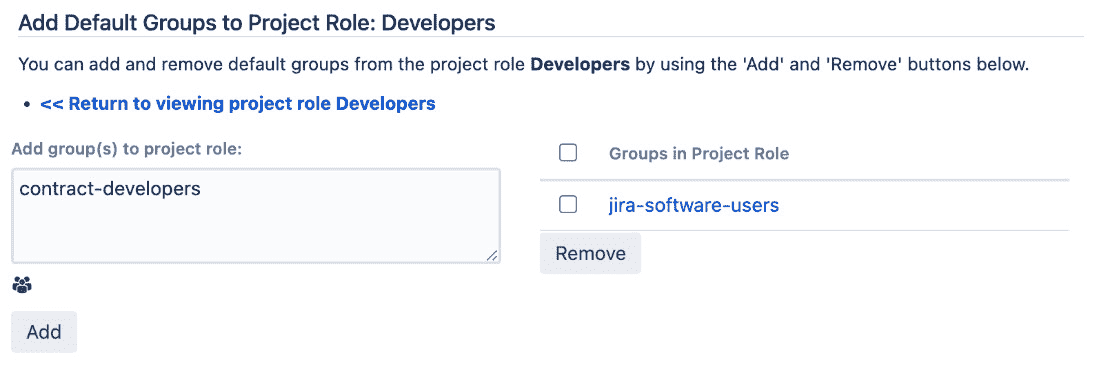 Add Default Groups to Project Role: Developers
You can add and remove default groups from the project role Developers by using the 'Add' and 'Remove' buttons below.
<< Return to viewing project role Developers
Add group(s) to project role:
contract-developers
Add
Groups in Project Role
jira-software-users
Remove